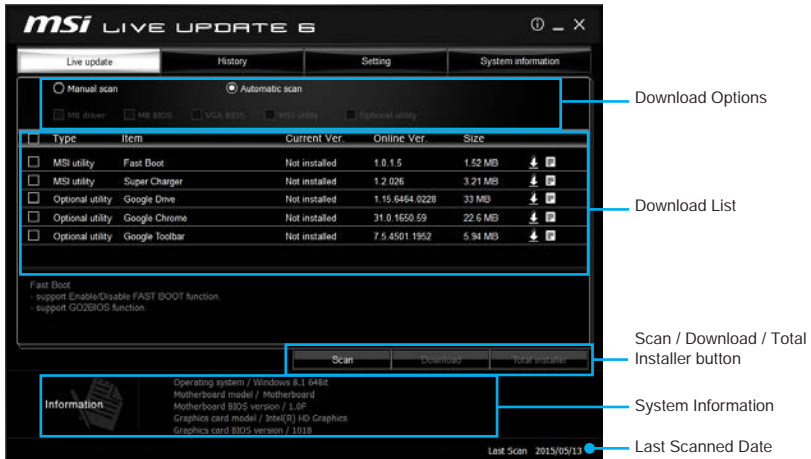 msi LIVE UPDATE 6
Live update History Setting System information
Manual scan Automatic scan
MB driver MB BIOS VGA BIOS MSI utility Optional utility
Download Options
Type Item Current Ver. Online Ver. Size
MSI utility Fast Boot Not installed 1.0.1.5 1.52 MB
MSI utility Super Charger Not installed 1.2.026 3.21 MB
Optional utility Google Drive Not installed 1.15.6464.0228 33 MB
Optional utility Google Chrome Not installed 31.0.1650.59 22.6 MB
Optional utility Google Toolbar Not installed 7.5.4501.1952 5.94 MB
Download List
Fast Boot
- support Enable/Disable FAST BOOT function.
- support GO2BIOS function.
Scan Download Total Installer
Scan / Download / Total
Installer button
Information
Operating system / Windows 8.1 64Bit
Motherboard model / Motherboard
Motherboard BIOS version / 1.0F
Graphics card model / Intel(R) HD Graphics
Graphics card BIOS version / 1018
System Information
Last Scan 2015/05/13
Last Scanned Date